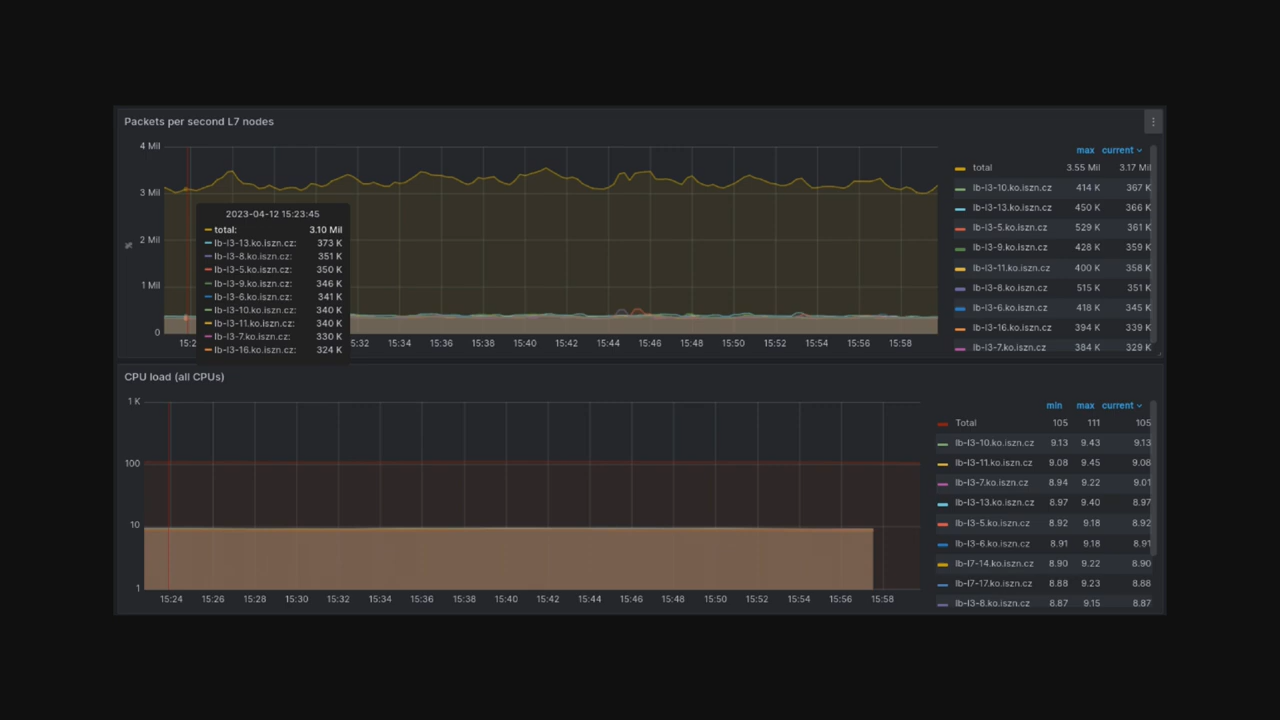 Packets per second L7 nodes
4 Mil
3 Mil
2 Mil
1 Mil
0
2023-04-12 15:23:45
total: 3.10 Mil
lb-l3-13.ko.iszn.cz: 373 K
lb-l3-8.ko.iszn.cz: 351 K
lb-l3-5.ko.iszn.cz: 350 K
lb-l3-9.ko.iszn.cz: 346 K
lb-l3-6.ko.iszn.cz: 341 K
lb-l3-10.ko.iszn.cz: 340 K
lb-l3-11.ko.iszn.cz: 340 K
lb-l3-7.ko.iszn.cz: 330 K
lb-l3-16.ko.iszn.cz: 324 K
15:2 5:32 15:34 15:36 15:38 15:40 15:42 15:44 15:46 15:48 15:50 15:52 15:54 15:56 15:58
max current
total 3.55 Mil 3.17 Mil
lb-l3-10.ko.iszn.cz 414 K 367 K
lb-l3-13.ko.iszn.cz 450 K 366 K
lb-l3-5.ko.iszn.cz 529 K 361 K
lb-l3-9.ko.iszn.cz 428 K 359 K
lb-l3-11.ko.iszn.cz 400 K 358 K
lb-l3-8.ko.iszn.cz 515 K 351 K
lb-l3-6.ko.iszn.cz 418 K 345 K
lb-l3-16.ko.iszn.cz 394 K 339 K
lb-l3-7.ko.iszn.cz 384 K 329 K
CPU load (all CPUs)
1 K
100
10
1
15:24 15:26 15:28 15:30 15:32 15:34 15:36 15:38 15:40 15:42 15:44 15:46 15:48 15:50 15:52 15:54 15:56 15:58
min max current
Total 105 111 105
lb-l3-10.ko.iszn.cz 9.13 9.43 9.13
lb-l3-11.ko.iszn.cz 9.08 9.45 9.08
lb-l3-7.ko.iszn.cz 8.94 9.22 9.01
lb-l3-13.ko.iszn.cz 8.97 9.40 8.97
lb-l3-5.ko.iszn.cz 8.92 9.18 8.92
lb-l3-6.ko.iszn.cz 8.91 9.18 8.91
lb-l7-14.ko.iszn.cz 8.90 9.22 8.90
lb-l7-17.ko.iszn.cz 8.88 9.23 8.88
lb-l3-8.ko.iszn.cz 8.87 9.15 8.87